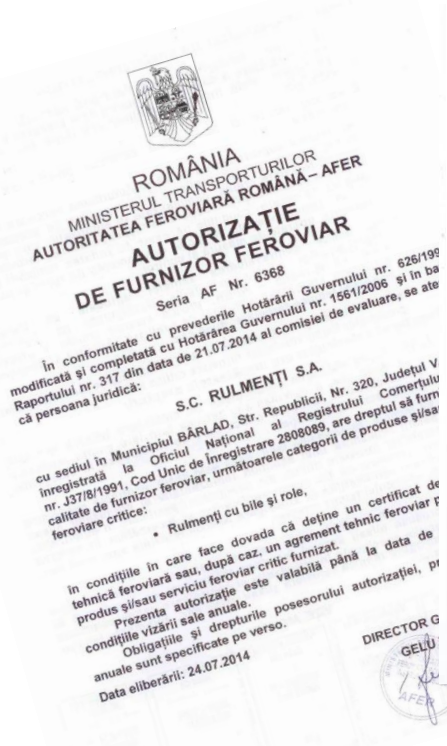 ROMÂNIA
MINISTERUL TRANSPORTURILOR
AUTORITATEA FEROVIARĂ ROMÂNĂ – AFER
AUTORIZAȚIE
DE FURNIZOR FEROVIAR
Seria AF Nr. 6368
În conformitate cu prevederile Hotărârii Guvernului nr. 626/199
modificată și completată cu Hotărârea Guvernului nr. 1561/2006 și în ba
Raportului nr. 317 din data de 21.07.2014 al comisiei de evaluare, se ate
că persoana juridică:
S.C. RULMENȚI S.A.
cu sediul în Municipiul BÂRLAD, Str. Republicii, Nr. 320, Județul V
înregistrată la Oficiul Național al Registrului Comerțulu
nr. J37/8/1991, Cod Unic de Înregistrare 2808089, are dreptul să furn
calitate de furnizor feroviar, următoarele categorii de produse și/sa
feroviare critice:
• Rulmenți cu bile și role,
în condițiile în care face dovada că deține un certificat de
tehnică feroviară sau, după caz, un agrement tehnic feroviar p
produs și/sau serviciu feroviar critic furnizat.
Prezenta autorizație este valabilă până la data de
condițiile vizării sale anuale.
Obligațiile și drepturile posesorului autorizației, pr
anuale sunt specificate pe verso.
Data eliberării: 24.07.2014
DIRECTOR G
GELU
AFER